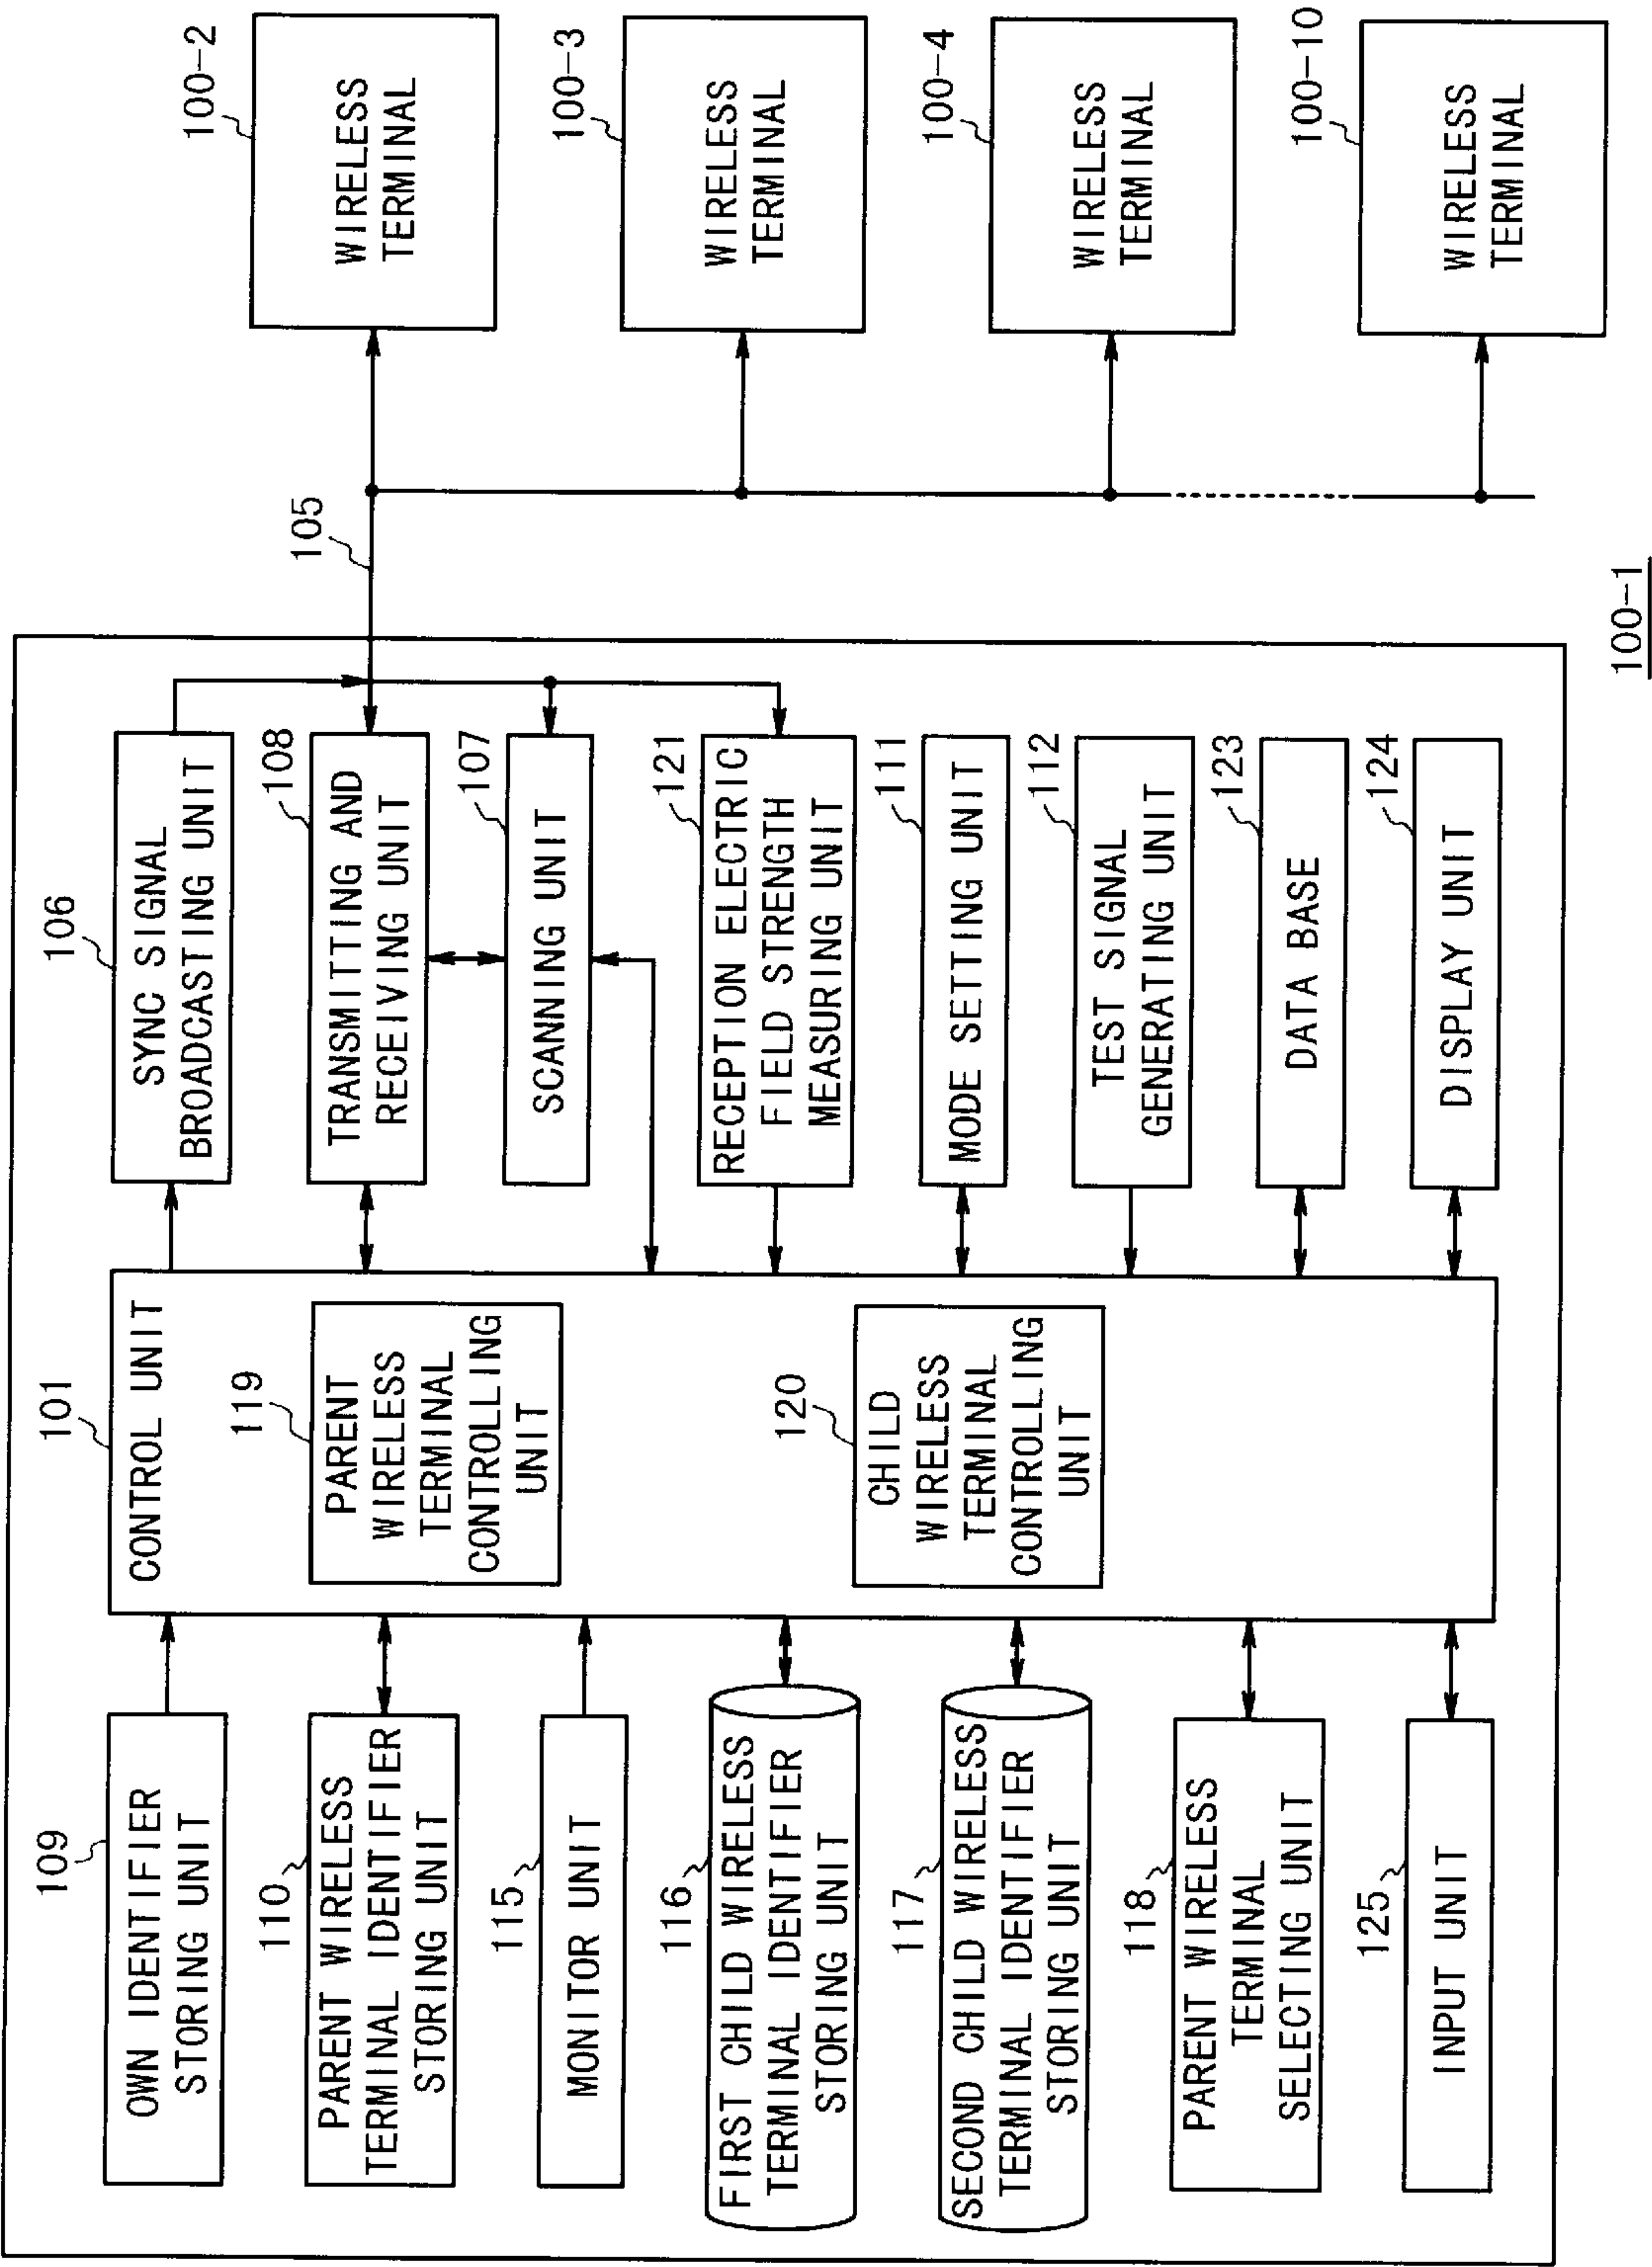 109
OWN IDENTIFIER
STORING UNIT
110
PARENT WIRELESS
TERMINAL IDENTIFIER
STORING UNIT
115
MONITOR UNIT
116
FIRST CHILD WIRELESS
TERMINAL IDENTIFIER
STORING UNIT
117
SECOND CHILD WIRELESS
TERMINAL IDENTIFIER
STORING UNIT
118
PARENT WIRELESS
TERMINAL
SELECTING UNIT
125
INPUT UNIT
101
CONTROL UNIT
119
PARENT
WIRELESS
TERMINAL
CONTROLLING
UNIT
120
CHILD
WIRELESS
TERMINAL
CONTROLLING
UNIT
106
SYNC SIGNAL
BROADCASTING UNIT
108
TRANSMITTING AND
RECEIVING UNIT
107
SCANNING UNIT
121
RECEPTION ELECTRIC
FIELD STRENGTH
MEASURING UNIT
111
MODE SETTING UNIT
112
TEST SIGNAL
GENERATING UNIT
123
DATA BASE
124
DISPLAY UNIT
100-1
105
100-2
WIRELESS
TERMINAL
100-3
WIRELESS
TERMINAL
100-4
WIRELESS
TERMINAL
100-10
WIRELESS
TERMINAL